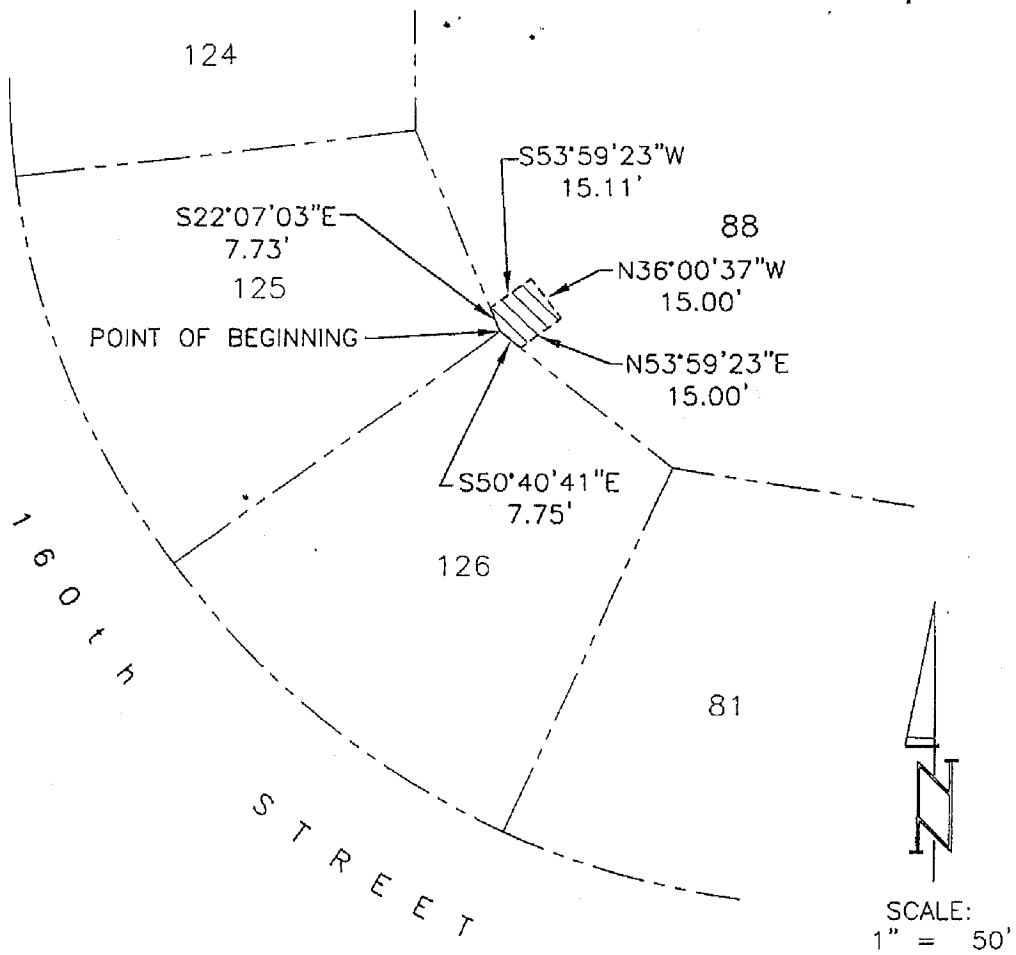 124
S53°59'23"W
15.11'
S22°07'03"E
7.73'
88
N36°00'37"W
15.00'
125
POINT OF BEGINNING
N53°59'23"E
15.00'
S50°40'41"E
7.75'
126
160th
STREET
81
N
SCALE:
1" = 50'